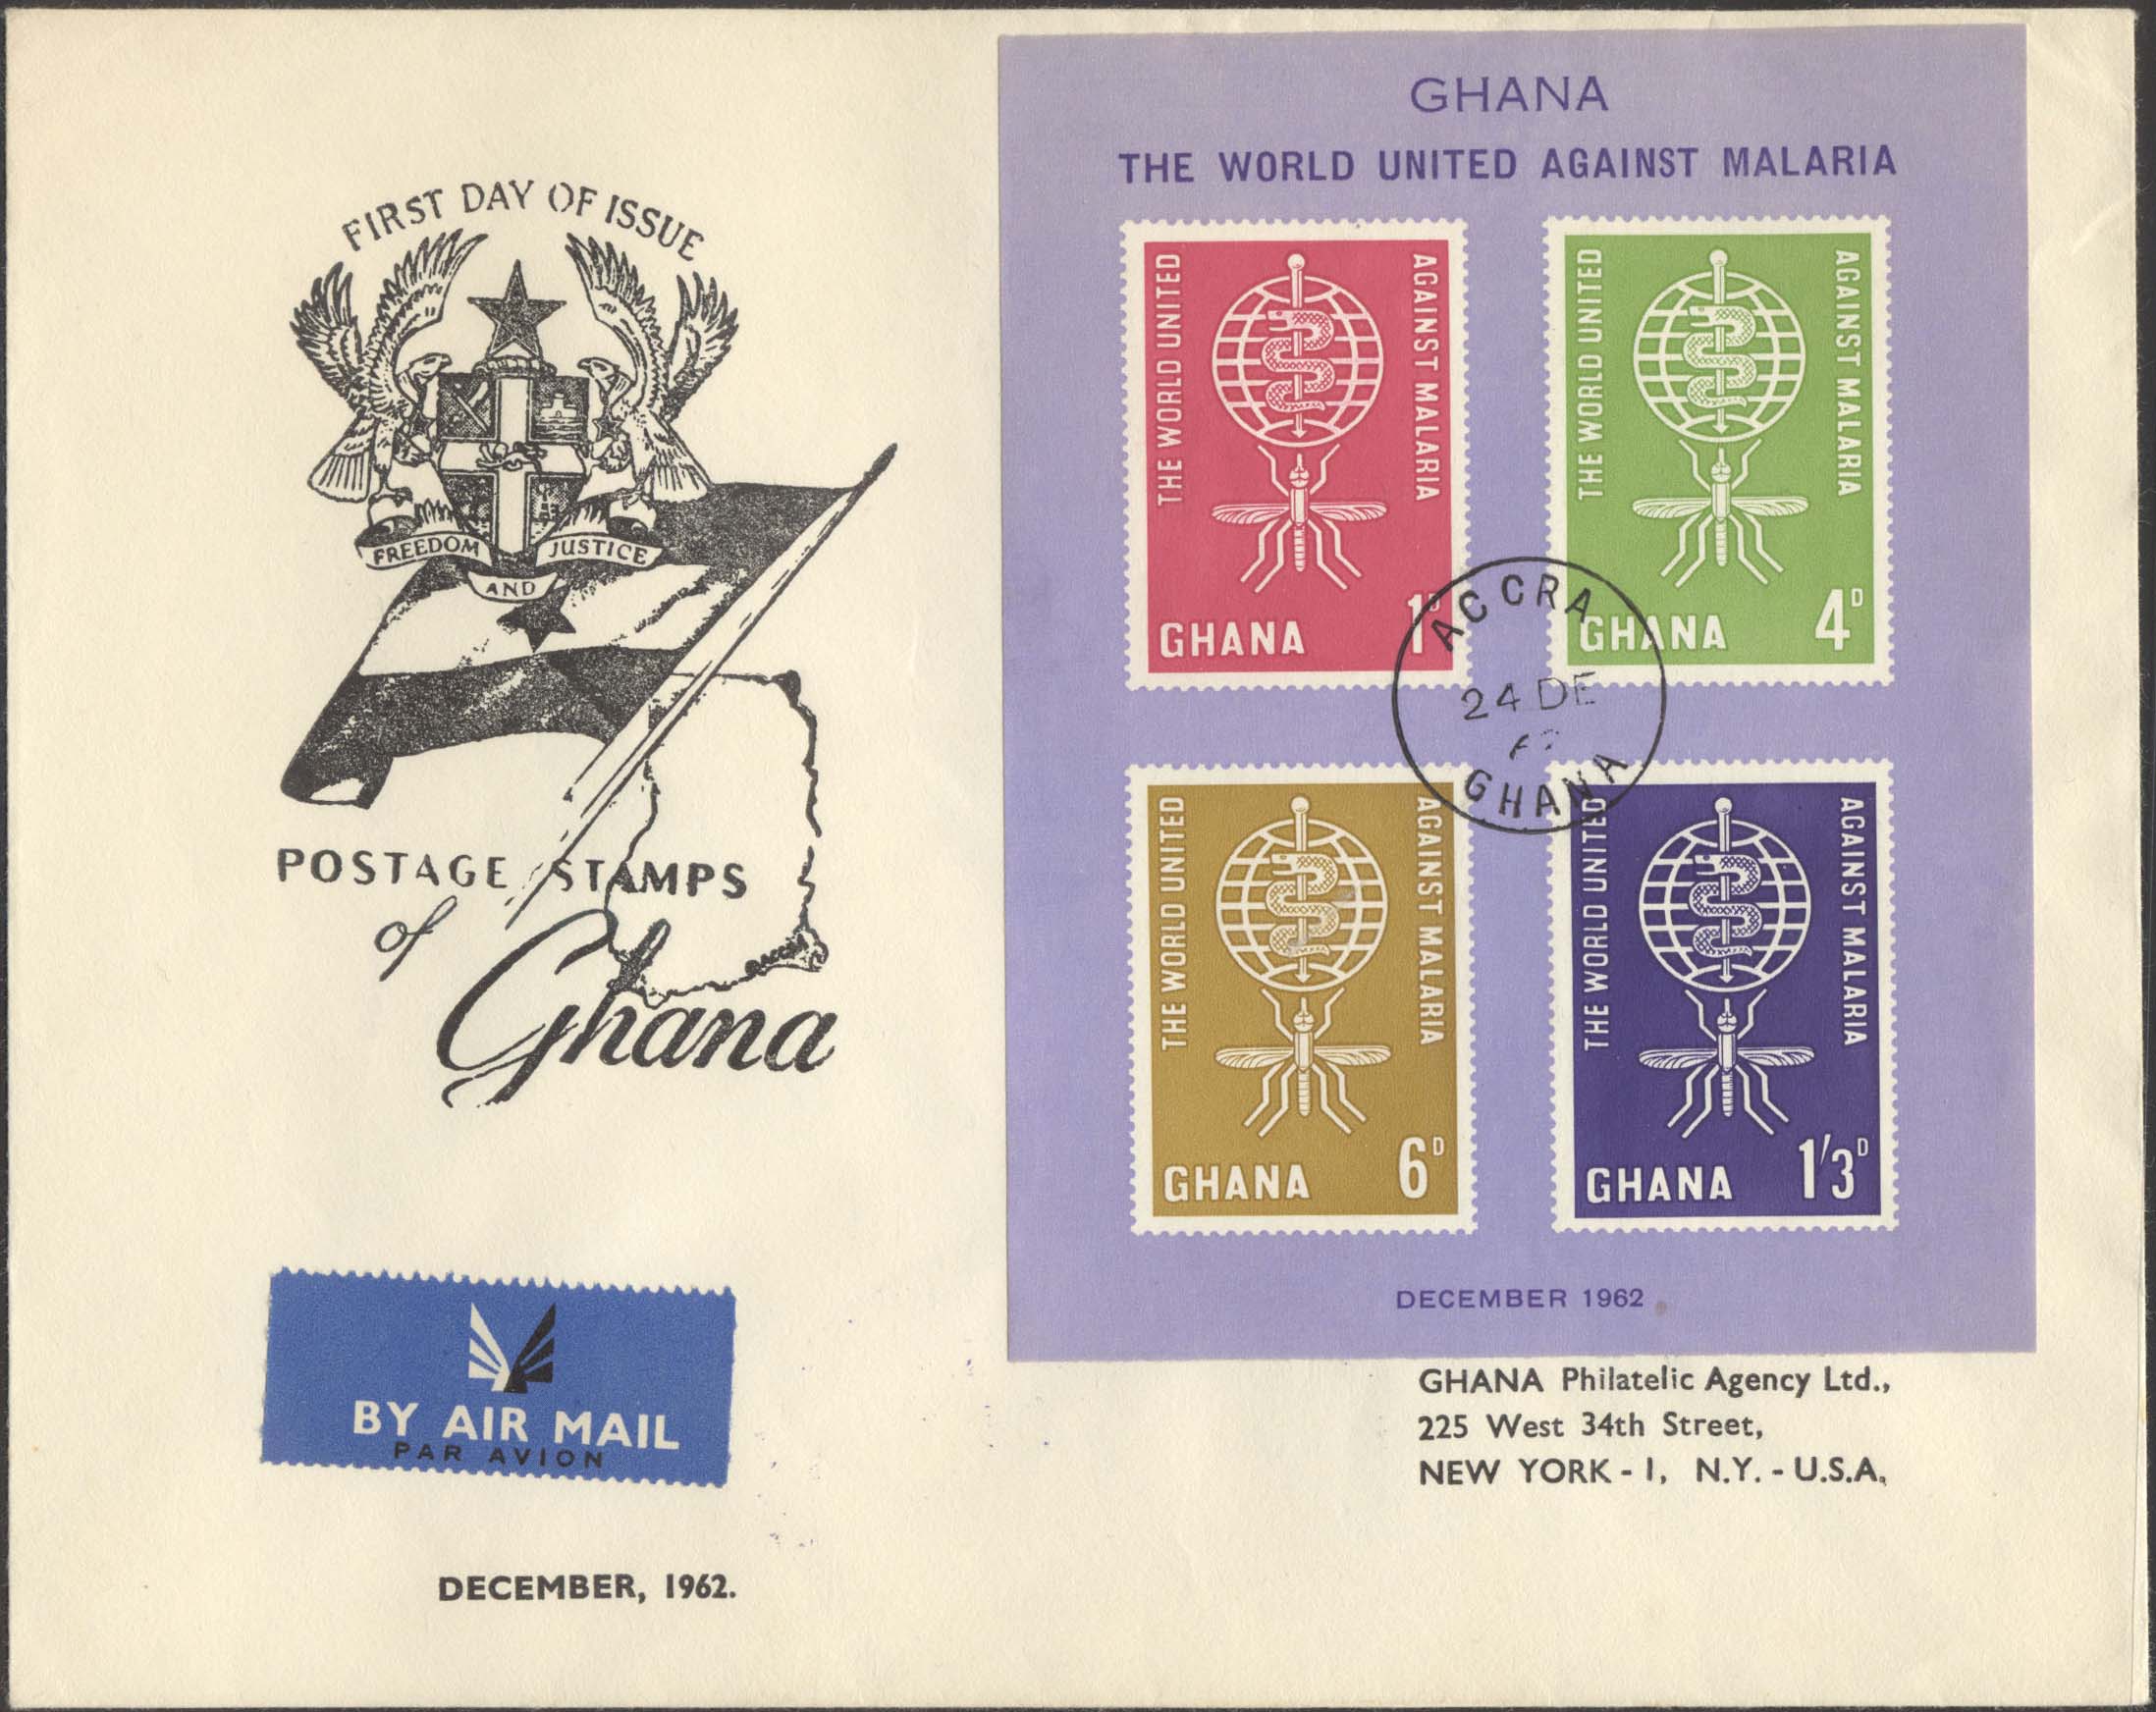 FIRST DAY OF ISSUE
FREEDOM AND JUSTICE
POSTAGE STAMPS
of
Ghana
BY AIR MAIL
PAR AVION
DECEMBER, 1962.
GHANA
THE WORLD UNITED AGAINST MALARIA
THE WORLD UNITED
AGAINST MALARIA
GHANA 1D
THE WORLD UNITED
AGAINST MALARIA
GHANA 4D
ACCRA
24 DE
GHANA
THE WORLD UNITED
AGAINST MALARIA
GHANA 6D
THE WORLD UNITED
AGAINST MALARIA
GHANA 1/3D
DECEMBER 1962
GHANA Philatelic Agency Ltd.,
225 West 34th Street,
NEW YORK - 1, N.Y. - U.S.A.